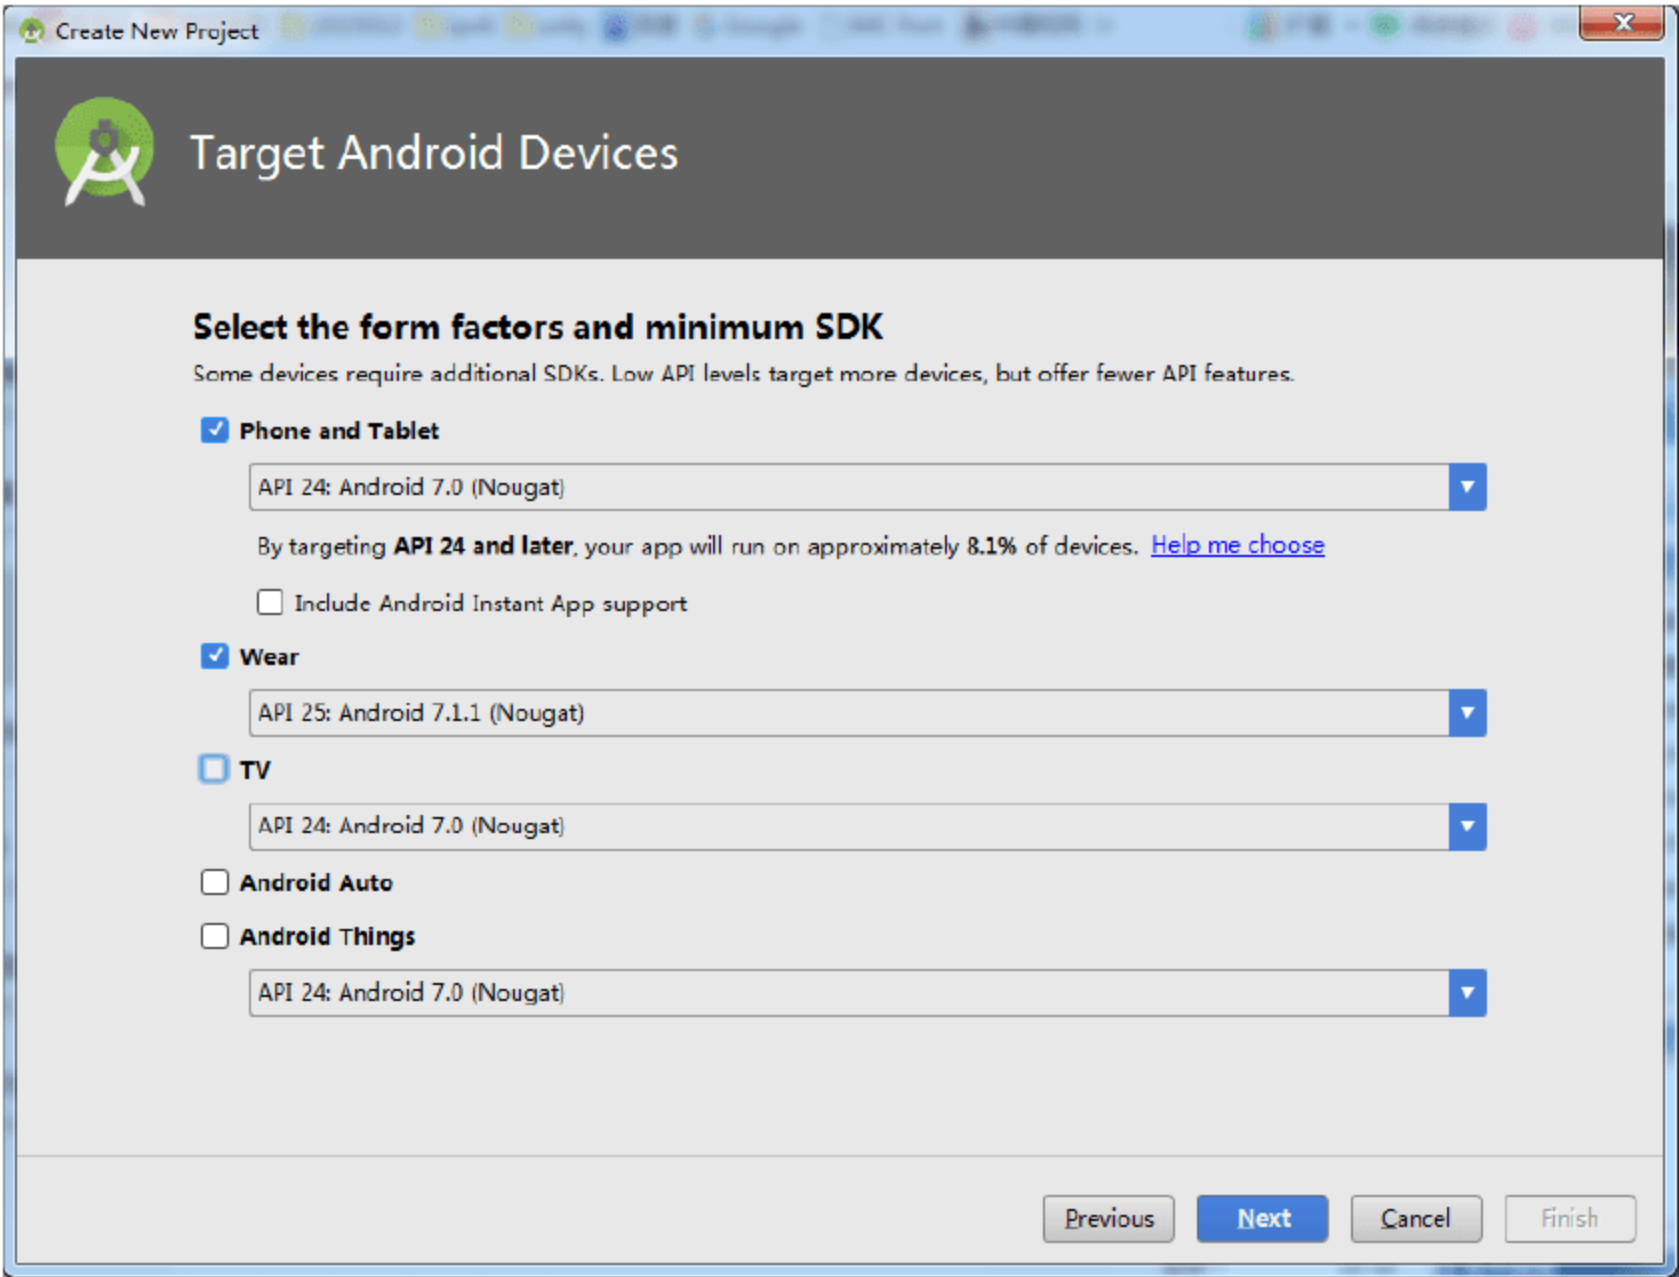 Create New Project
Target Android Devices
Select the form factors and minimum SDK
Some devices require additional SDKs. Low API levels target more devices, but offer fewer API features.
Phone and Tablet
API 24: Android 7.0 (Nougat)
By targeting API 24 and later, your app will run on approximately 8.1% of devices. Help me choose
Include Android Instant App support
Wear
API 25: Android 7.1.1 (Nougat)
TV
API 24: Android 7.0 (Nougat)
Android Auto
Android Things
API 24: Android 7.0 (Nougat)
Previous Next Cancel Finish